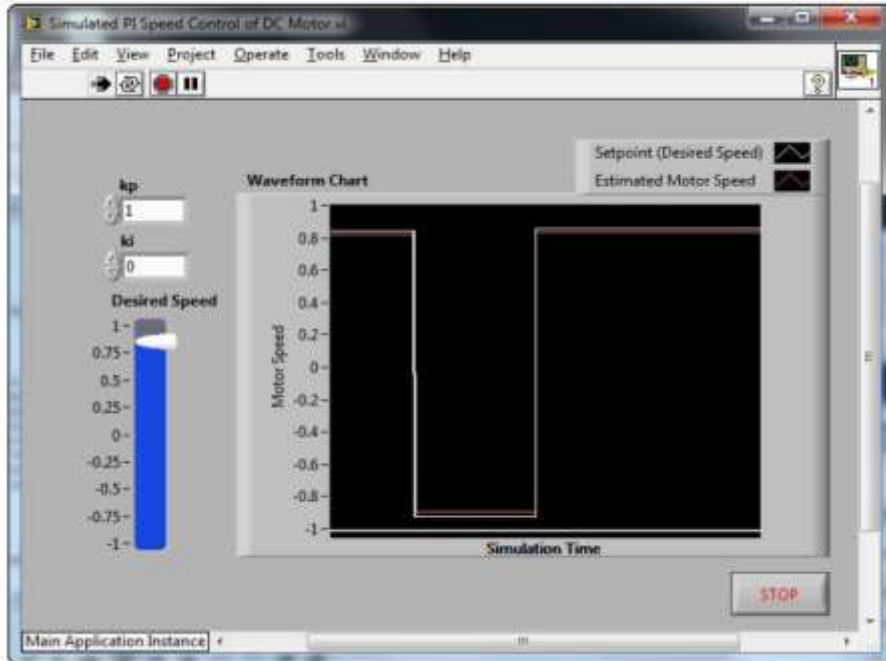 Simulated PI Speed Control of DC Motor.vi
File Edit View Project Operate Tools Window Help
1
Setpoint (Desired Speed)
Estimated Motor Speed
kp
1
ki
0
Desired Speed
1
0.75
0.5
0.25
0
-0.25
-0.5
-0.75
-1
Waveform Chart
1
0.8
0.6
0.4
0.2
0
-0.2
-0.4
-0.6
-0.8
-1
Motor Speed
Simulation Time
STOP
Main Application Instance